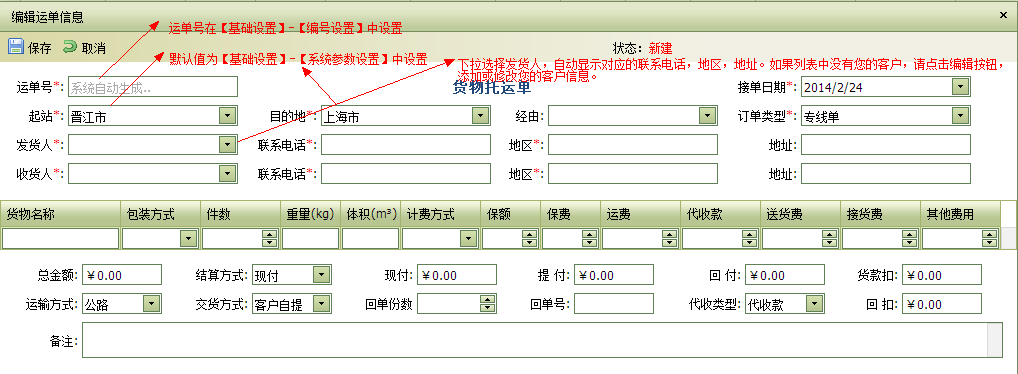 编辑运单信息
保存 取消
运单号在【基础设置】-【编号设置】中设置
状态：新建
默认值为【基础设置】-【系统参数设置】中设置
下拉选择发货人，自动显示对应的联系电话，地区，地址。如果列表中没有您的客户，请点击编辑按钮，
添加或修改您的客户信息。
货物托运单
运单号*: 系统自动生成.. 接单日期*: 2014/2/24
起站*: 晋江市 目的地*: 上海市 经由: 订单类型*: 专线单
发货人*: 联系电话*: 地区*: 地址:
收货人*: 联系电话*: 地区*: 地址:
货物名称 包装方式 件数 重量(kg) 体积(m³) 计费方式 保额 保费 运费 代收款 送货费 接货费 其他费用
总金额: ￥0.00 结算方式: 现付 现付: ￥0.00 提 付: ￥0.00 回 付: ￥0.00 货款扣: ￥0.00
运输方式: 公路 交货方式: 客户自提 回单份数 回单号: 代收类型: 代收款 回 扣: ￥0.00
备注: